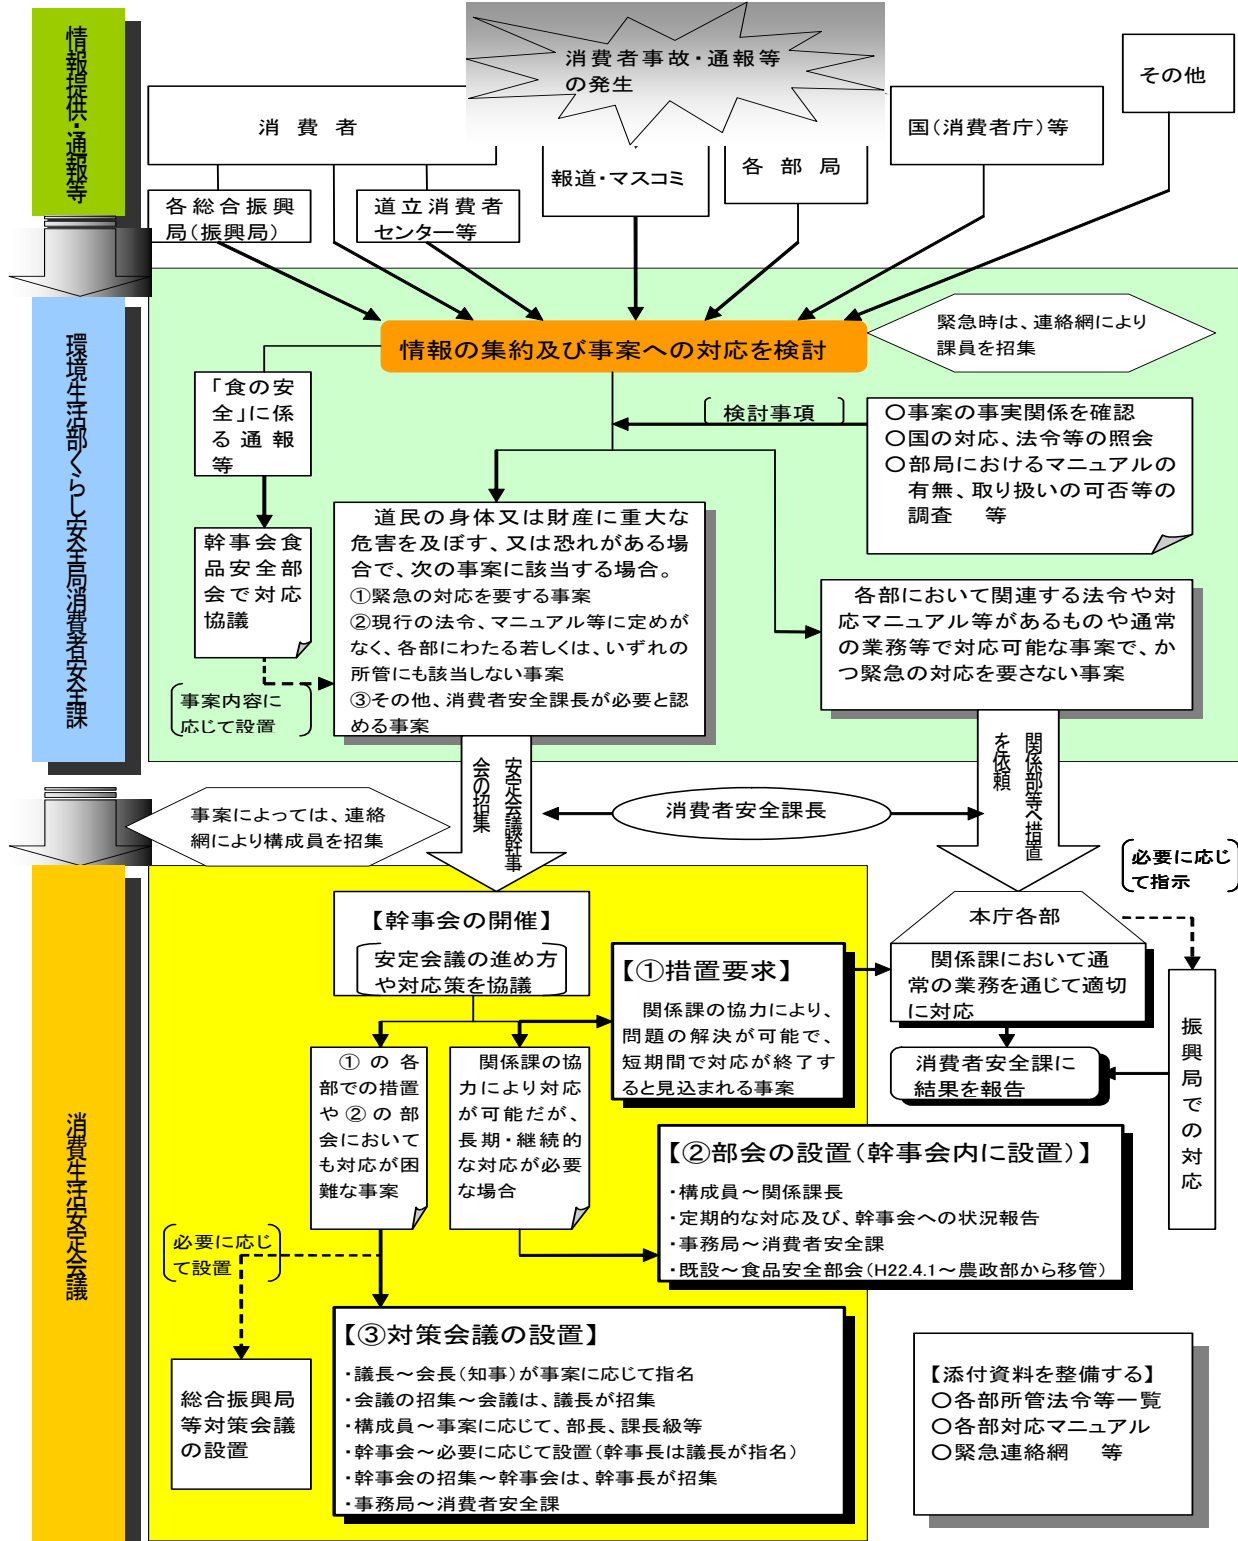 情報提供・通報等
消費者事故・通報等
の発生
その他
消 費 者
国(消費者庁)等
報道・マスコミ
各 部 局
各総合振興
局(振興局)
道立消費者
センター等
環境生活部くらし安全局消費者安全課
情報の集約及び事案への対応を検討
緊急時は、連絡網により
課員を招集
「食の安
全」に係
る通報
等
検討事項
〇事案の事実関係を確認
〇国の対応、法令等の照会
〇部局におけるマニュアルの
有無、取り扱いの可否等の
調査 等
幹事会食
品安全部
会で対応
協議
道民の身体又は財産に重大な
危害を及ぼす、又は恐れがある場
合で、次の事案に該当する場合。
①緊急の対応を要する事案
②現行の法令、マニュアル等に定めが
なく、各部にわたる若しくは、いずれの
所管にも該当しない事案
③その他、消費者安全課長が必要と認
める事案
各部において関連する法令や対
応マニュアル等があるものや通常
の業務等で対応可能な事案で、か
つ緊急の対応を要さない事案
事案内容に
応じて設置
安定会議幹事
会の招集
関係部等へ措置
を依頼
消費者安全課長
事案によっては、連絡
網により構成員を招集
消費生活安定会議
【幹事会の開催】
安定会議の進め方
や対応策を協議
必要に応じ
て指示
本庁各部
関係課において通
常の業務を通じて適切
に対応
【①措置要求】
関係課の協力により、
問題の解決が可能で、
短期間で対応が終了す
ると見込まれる事案
消費者安全課に
結果を報告
振興局での対応
①の各
部での措置
や②の部
会において
も対応が困
難な事案
関係課の協
力により対応
が可能だが、
長期・継続的
な対応が必要
な場合
【②部会の設置(幹事会内に設置)】
・構成員～関係課長
・定期的な対応及び、幹事会への状況報告
・事務局～消費者安全課
・既設～食品安全部会(H22.4.1～農政部から移管)
必要に応じ
て設置
総合振興局
等対策会議
の設置
【③対策会議の設置】
・議長～会長(知事)が事案に応じて指名
・会議の招集～会議は、議長が招集
・構成員～事案に応じて、部長、課長級等
・幹事会～必要に応じて設置(幹事長は議長が指名)
・幹事会の招集～幹事会は、幹事長が招集
・事務局～消費者安全課
【添付資料を整備する】
〇各部所管法令等一覧
〇各部対応マニュアル
〇緊急連絡網 等